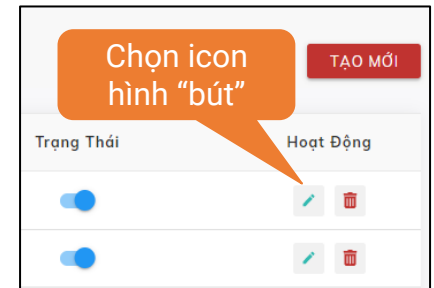 Chọn icon
hình “bút”
TẠO MỚI
Trạng Thái
Hoạt Động